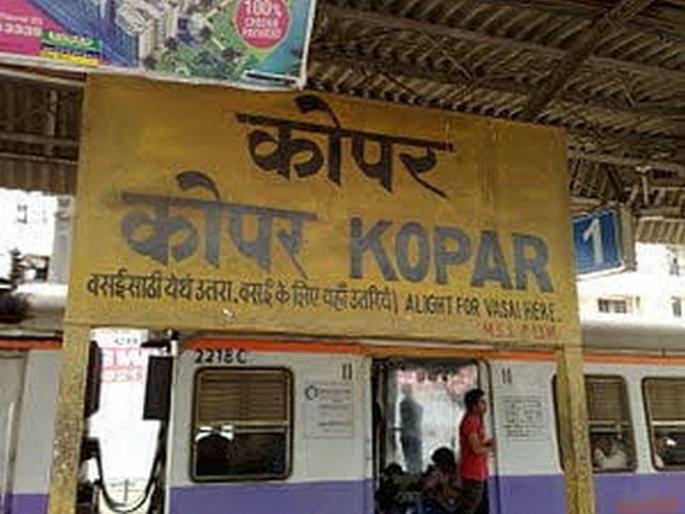 100%
कोपर
कोपर KOPAR
वसईसाठी येथे उतरा. वसई के लिए यहाँ उतरिये। ALIGHT FOR VASAI HERE
1
2218C